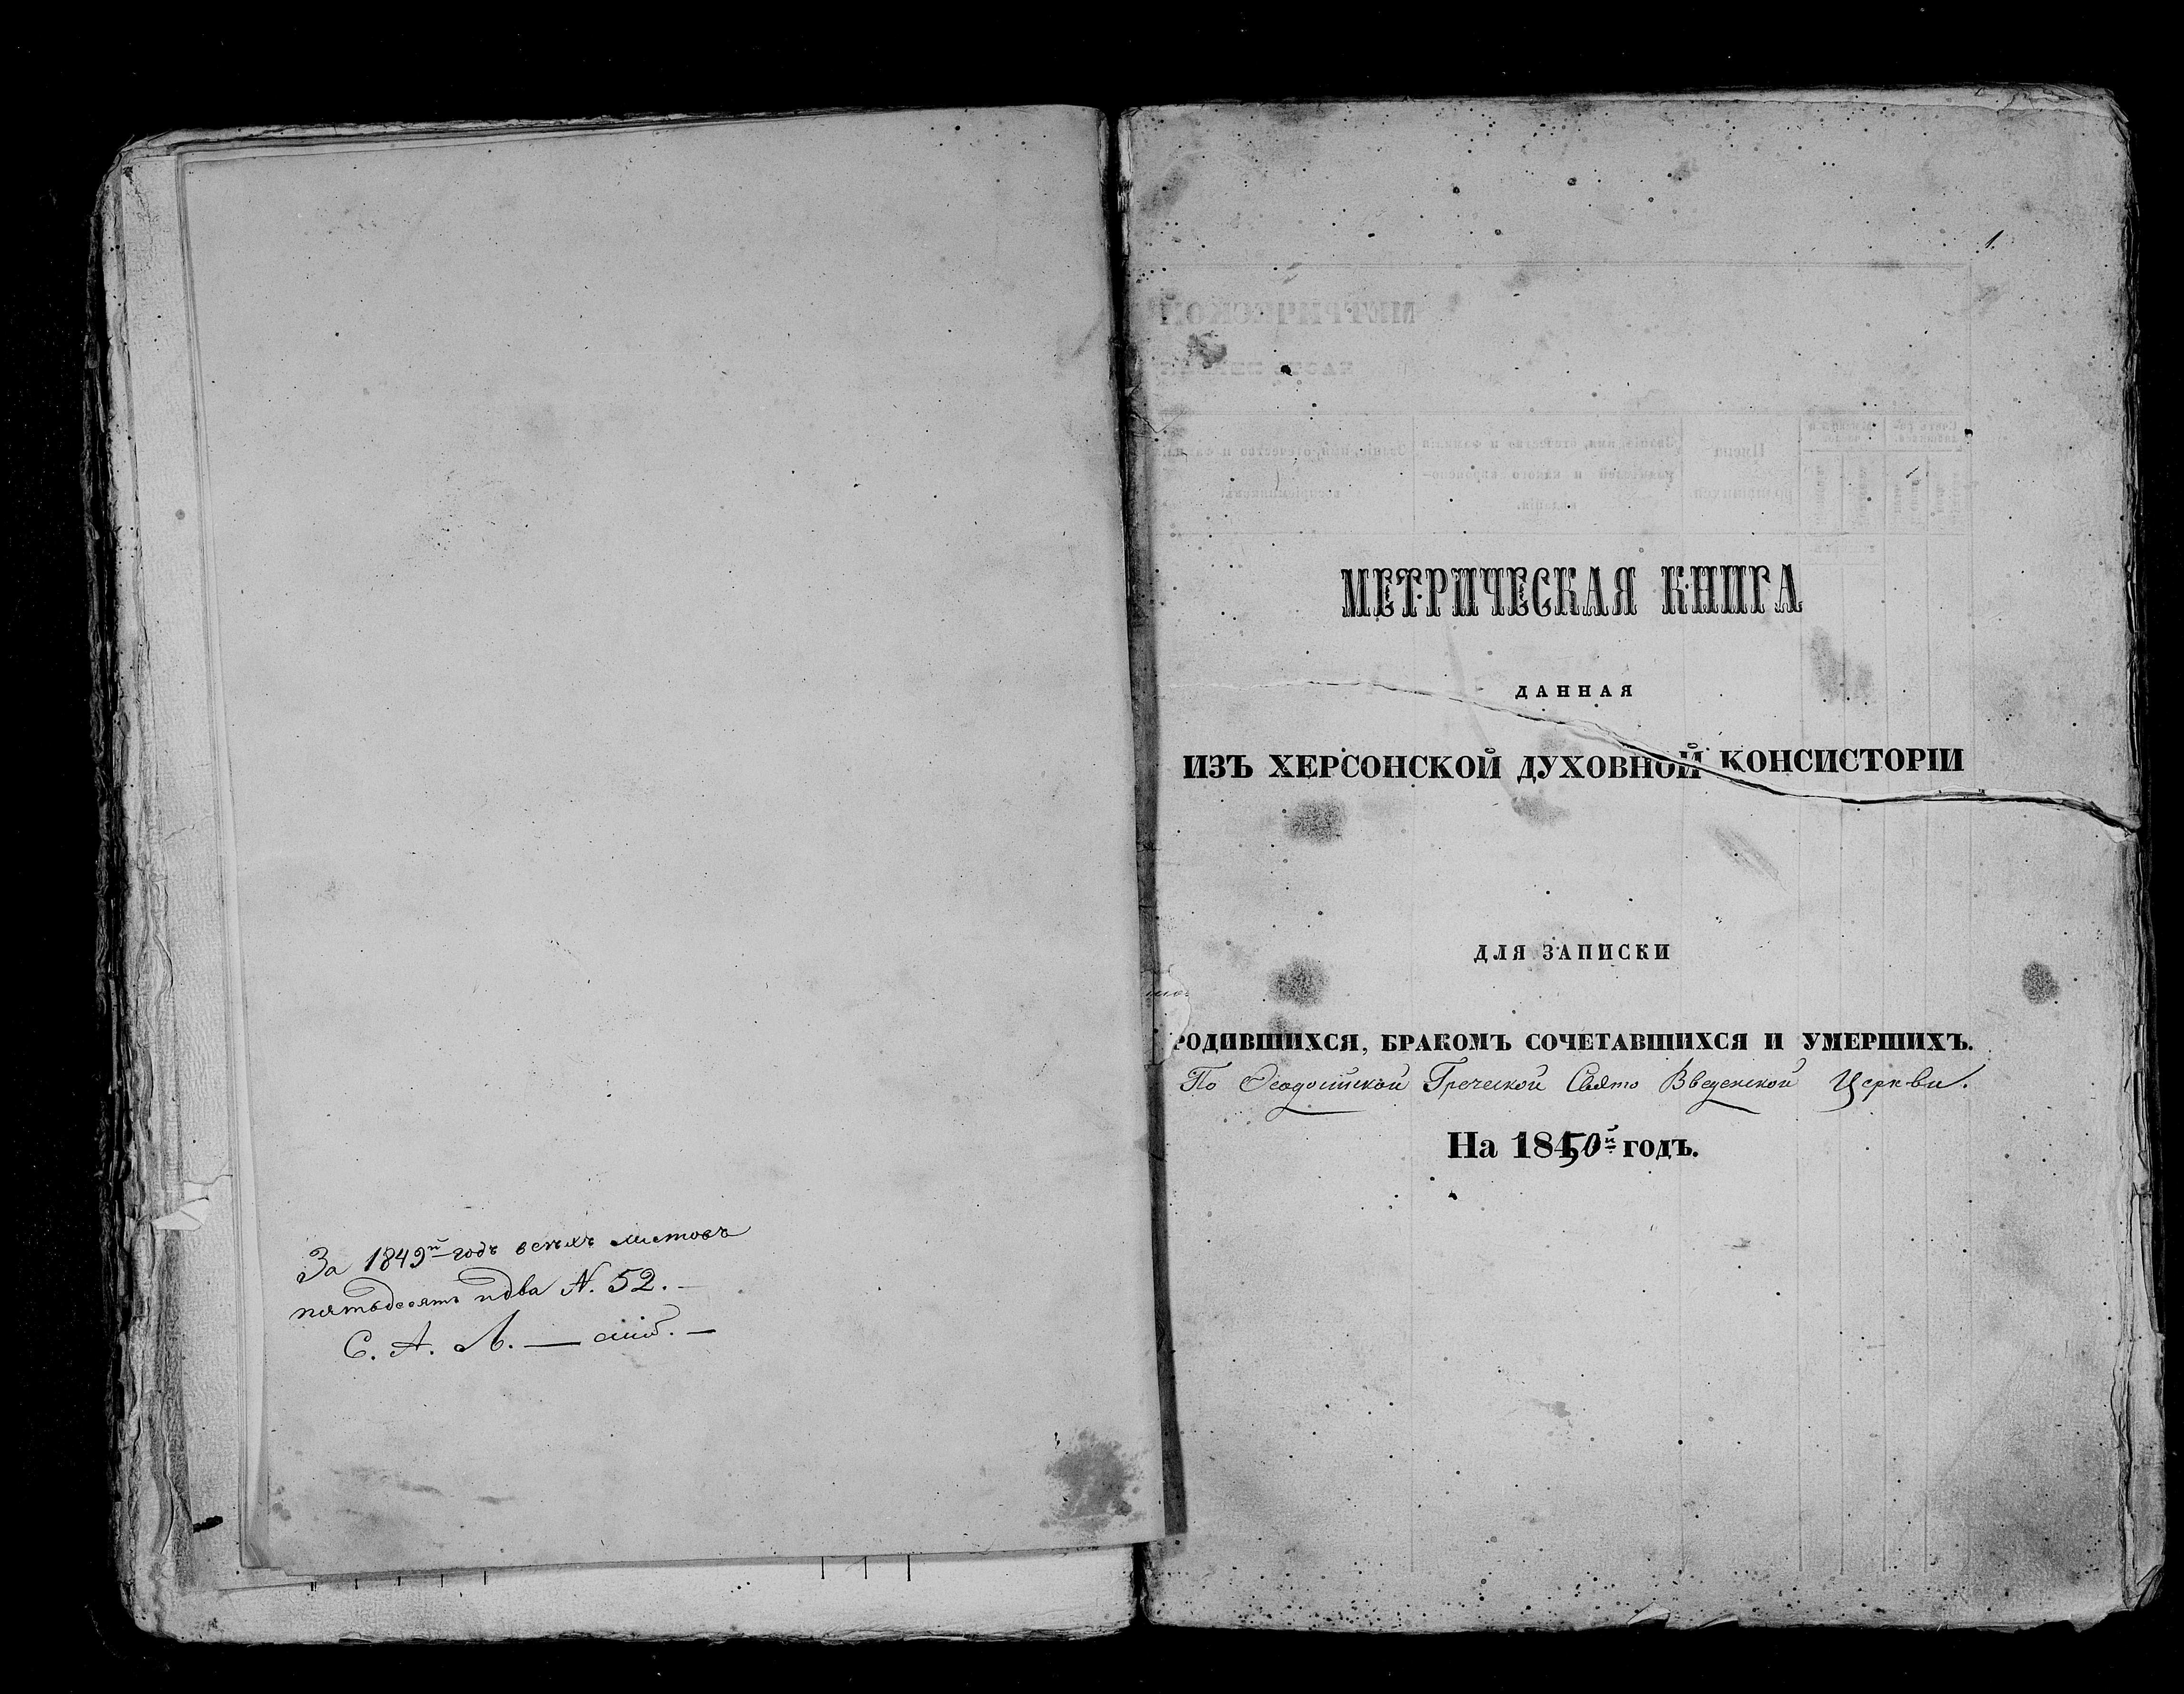 За 1849й годъ всѣхъ листовъ
пятьдесятъ и два N. 52. —
С. А. Л. —
1.
МЕТРИЧЕСКАЯ КНИГА
ДАННАЯ
ИЗЪ ХЕРСОНСКОЙ ДУХОВНОЙ КОНСИСТОРІИ
ДЛЯ ЗАПИСКИ
РОДИВШИХСЯ, БРАКОМЪ СОЧЕТАВШИХСЯ И УМЕРШИХЪ.
По Ѳеодосійской Греческой Свято Введенской Церкви.
На 1850й годъ.